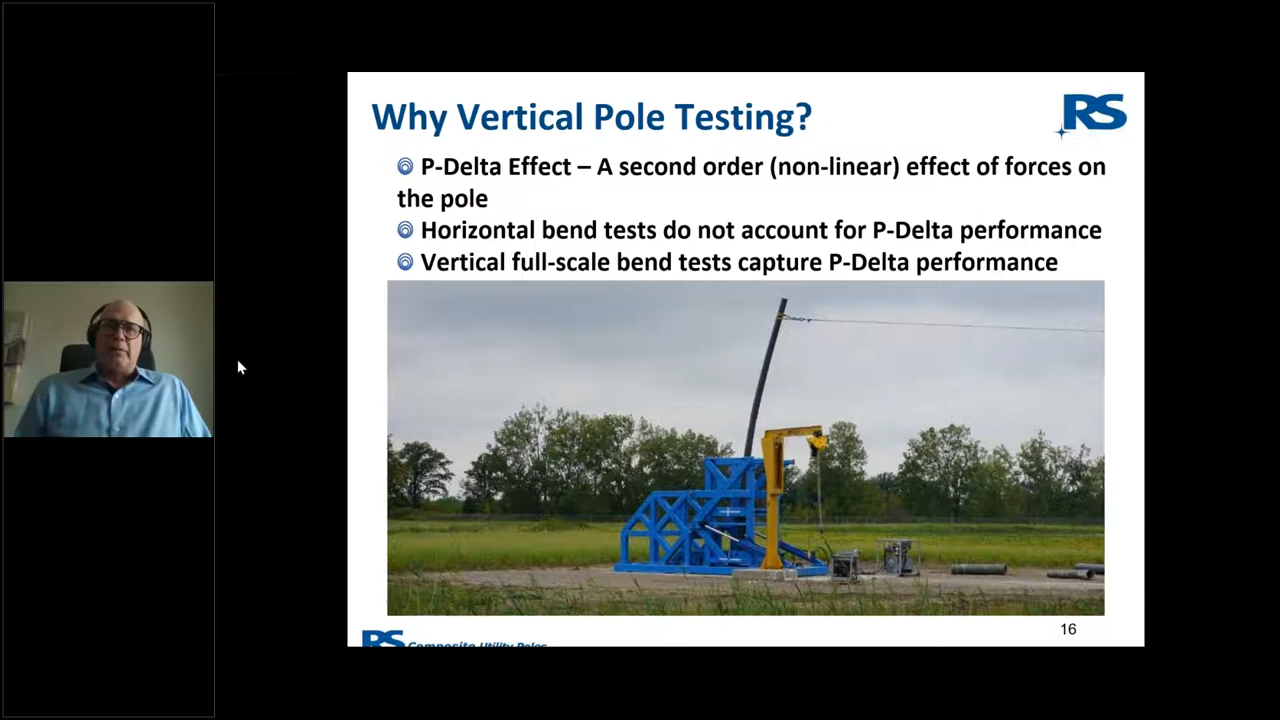 Why Vertical Pole Testing?
RS
P-Delta Effect – A second order (non-linear) effect of forces on
the pole
Horizontal bend tests do not account for P-Delta performance
Vertical full-scale bend tests capture P-Delta performance
16
RS Composite Utility Poles